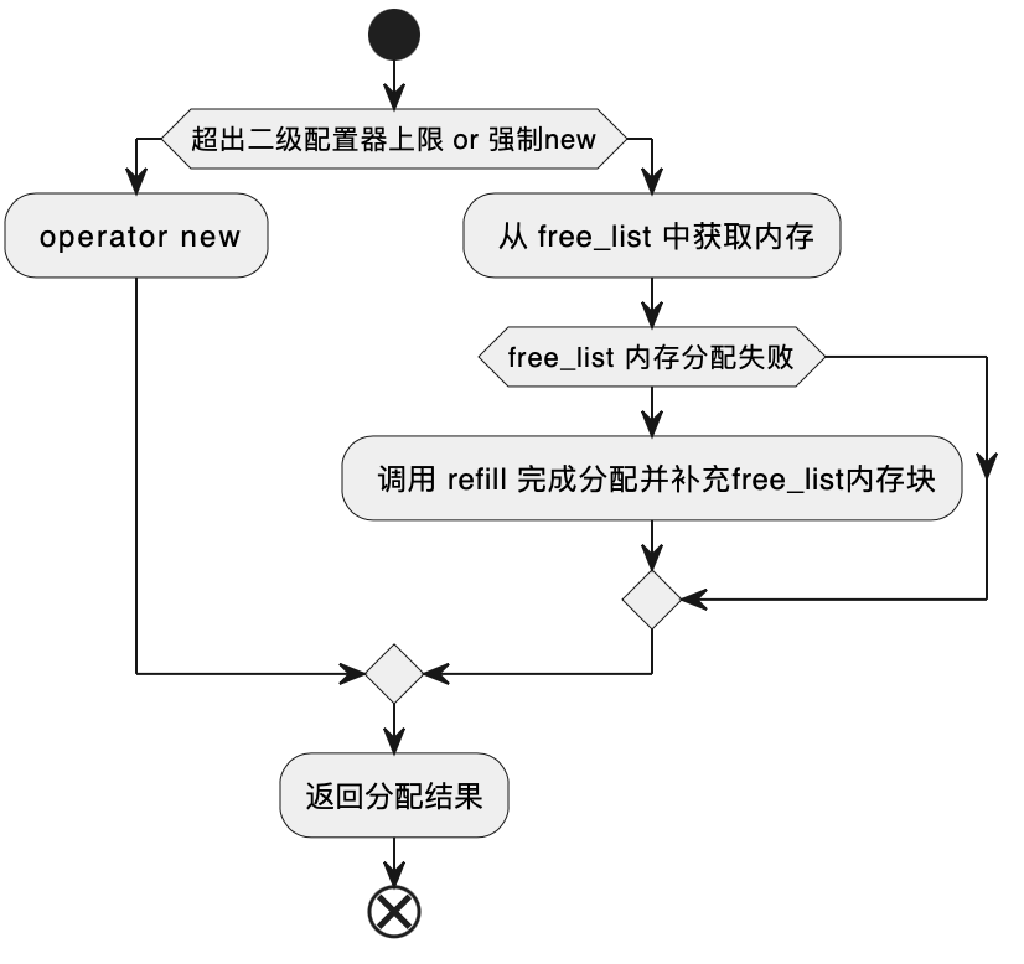 超出二级配置器上限 or 强制new
operator new
从 free_list 中获取内存
free_list 内存分配失败
调用 refill 完成分配并补充free_list内存块
返回分配结果